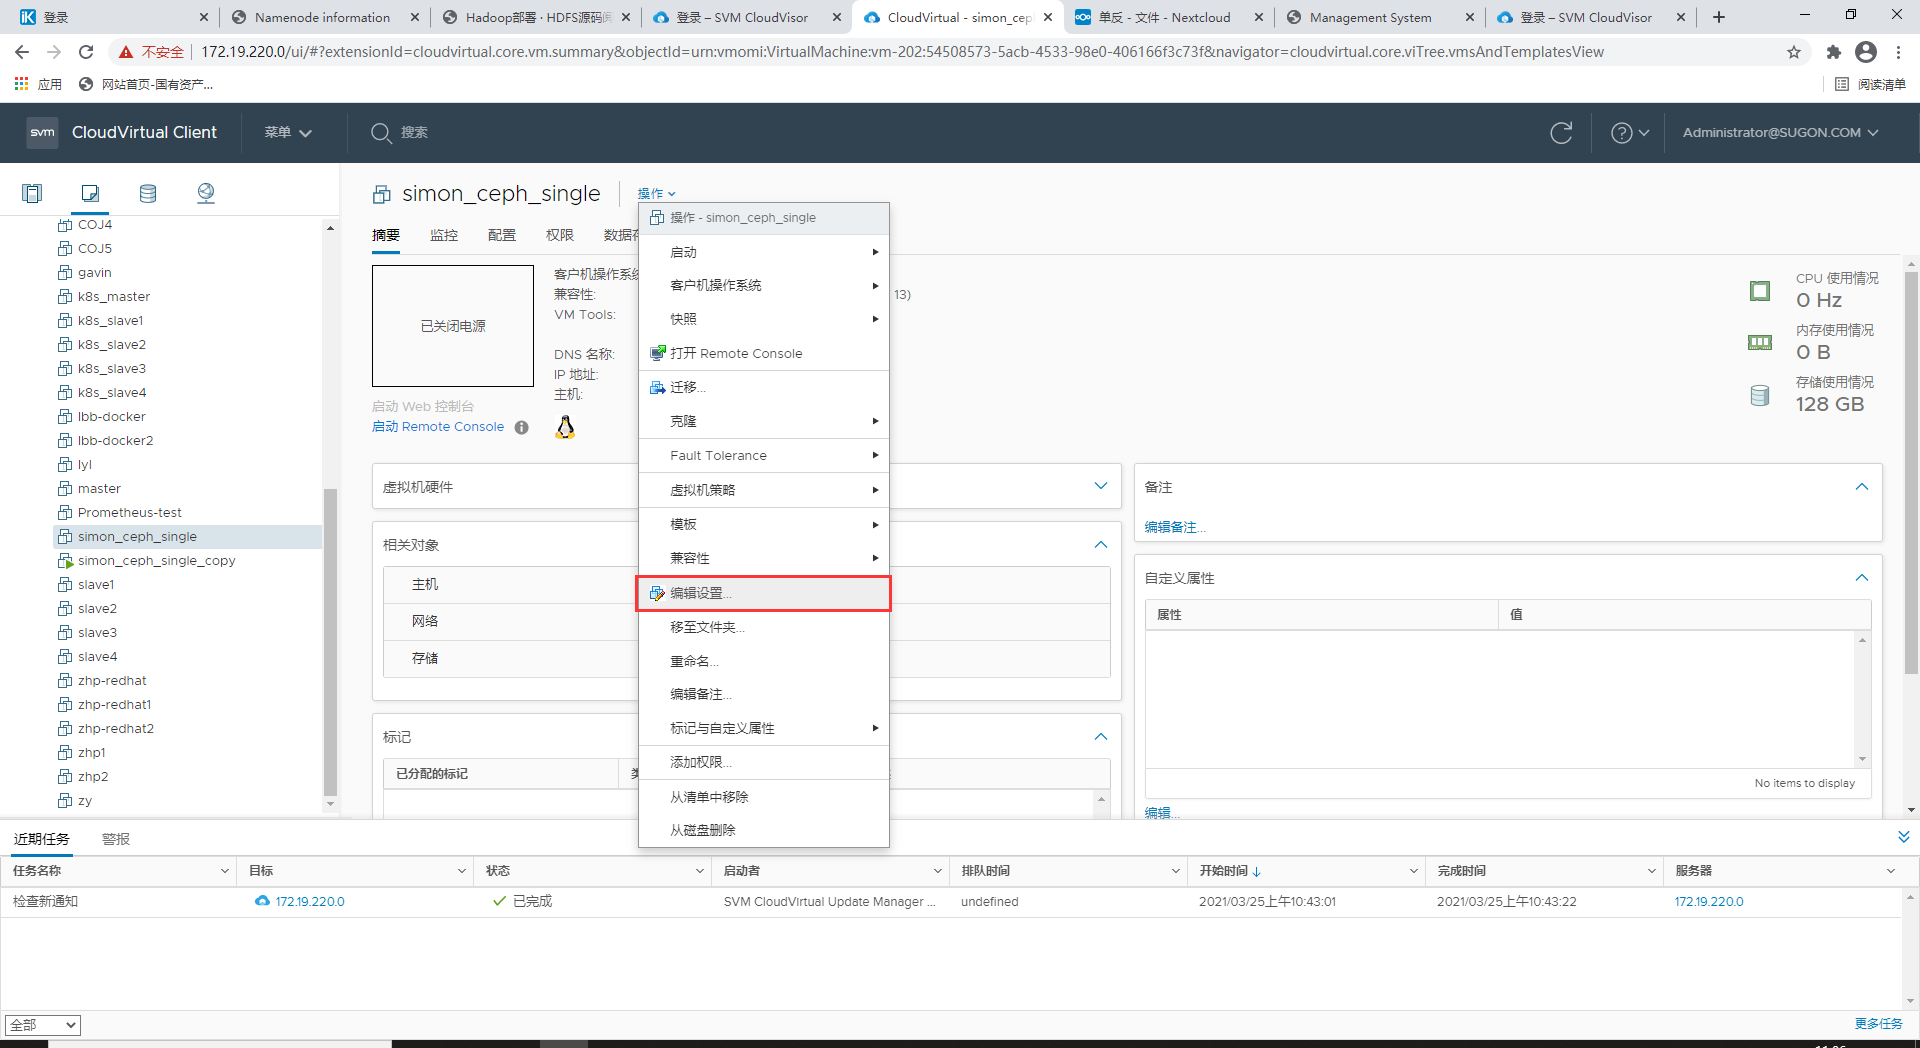 iK 登录
Namenode information
Hadoop部署 · HDFS源码阅
登录 – SVM CloudVisor
CloudVirtual - simon_cep
单反 - 文件 - Nextcloud
Management System
登录 – SVM CloudVisor
不安全 172.19.220.0/ui/#?extensionId=cloudvirtual.core.vm.summary&objectId=urn:vmomi:VirtualMachine:vm-202:54508573-5acb-4533-98e0-406166f3c73f&navigator=cloudvirtual.core.viTree.vmsAndTemplatesView
应用 网站首页-国有资产... 阅读清单
svm CloudVirtual Client 菜单 搜索 Administrator@SUGON.COM
COJ4
COJ5
gavin
k8s_master
k8s_slave1
k8s_slave2
k8s_slave3
k8s_slave4
lbb-docker
lbb-docker2
lyl
master
Prometheus-test
simon_ceph_single
simon_ceph_single_copy
slave1
slave2
slave3
slave4
zhp-redhat
zhp-redhat1
zhp-redhat2
zhp1
zhp2
zy
simon_ceph_single 操作
摘要 监控 配置 权限 数据存
已关闭电源
启动 Web 控制台
启动 Remote Console
客户机操作系统
兼容性: 13)
VM Tools:
DNS 名称:
IP 地址:
主机:
操作 - simon_ceph_single
启动
客户机操作系统
快照
打开 Remote Console
迁移...
克隆
Fault Tolerance
虚拟机策略
模板
兼容性
编辑设置...
移至文件夹...
重命名...
编辑备注...
标记与自定义属性
添加权限...
从清单中移除
从磁盘删除
CPU 使用情况
0 Hz
内存使用情况
0 B
存储使用情况
128 GB
虚拟机硬件
相关对象
主机
网络
存储
标记
已分配的标记
备注
编辑备注...
自定义属性
属性 值
No items to display
编辑...
近期任务 警报
任务名称 目标 状态 启动者 排队时间 开始时间 完成时间 服务器
检查新通知 172.19.220.0 已完成 SVM CloudVirtual Update Manager ... undefined 2021/03/25上午10:43:01 2021/03/25上午10:43:22 172.19.220.0
全部 更多任务